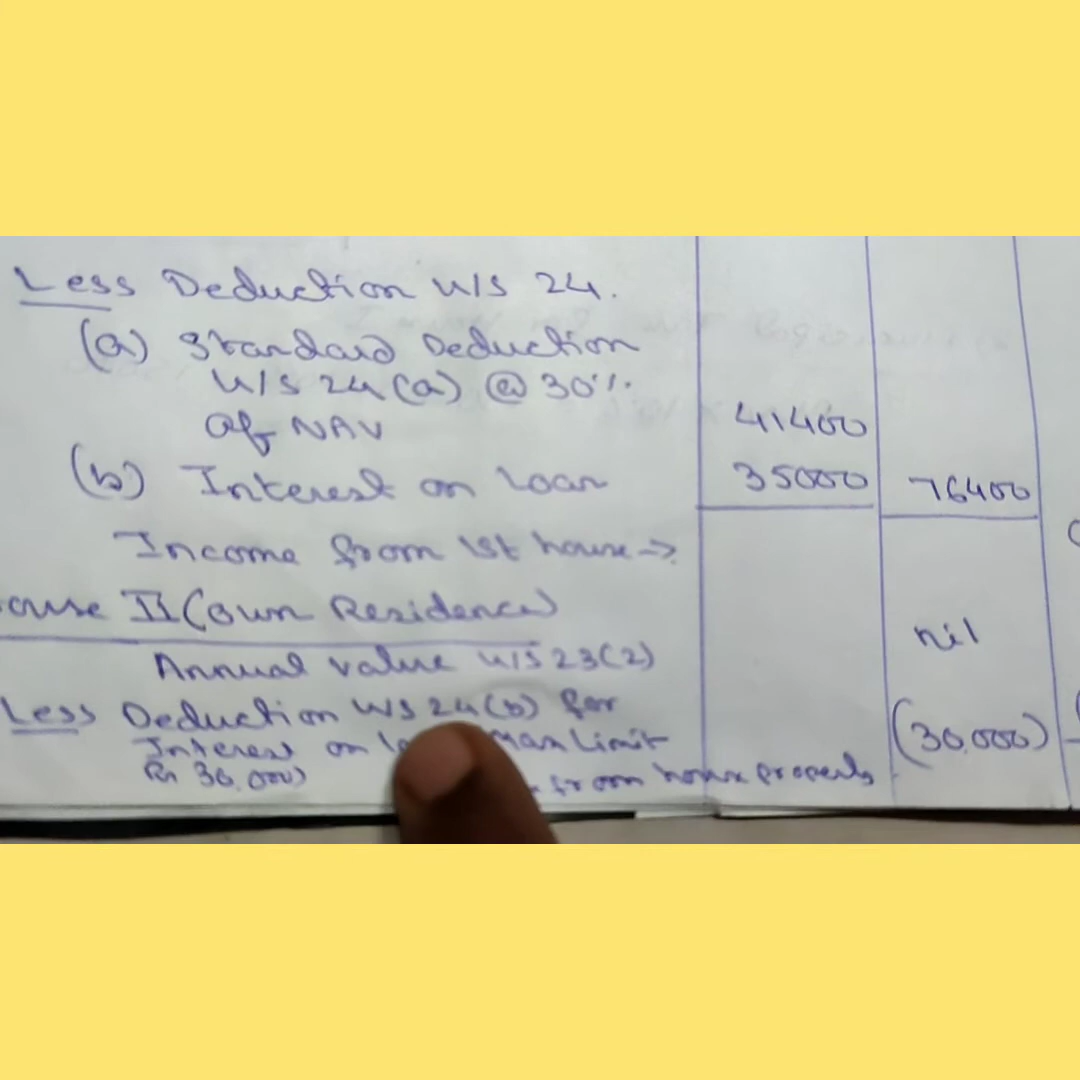 Less Deduction u/s 24.
(a) Standard Deduction
u/s 24 (a) @ 30%.
of NAV 41400
(b) Interest on Loan 35000 76400
Income from 1st house →
ouse II (Own Residence)
nil
Annual value u/s 23(2)
Less Deduction u/s 24(b) for
Interest on Max Limit (30,000)
Rs 30,000) from house property